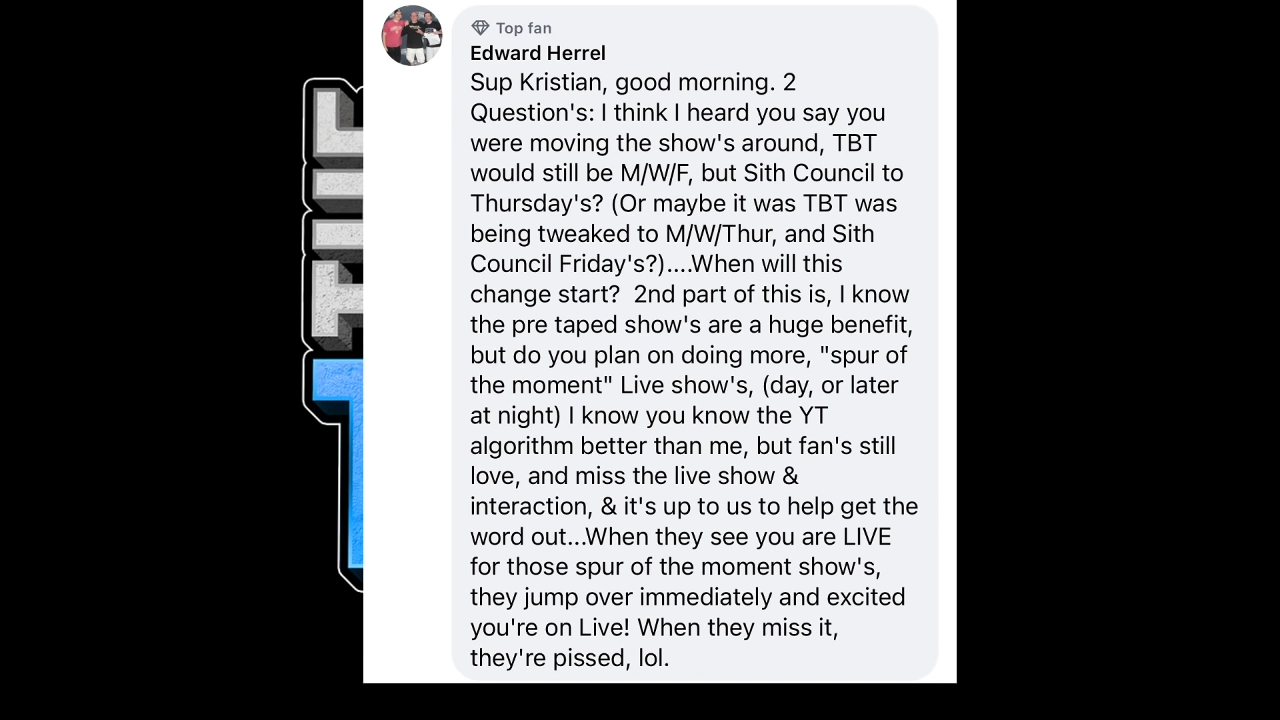 Top fan
Edward Herrel
Sup Kristian, good morning. 2
Question's: I think I heard you say you
were moving the show's around, TBT
would still be M/W/F, but Sith Council to
Thursday's? (Or maybe it was TBT was
being tweaked to M/W/Thur, and Sith
Council Friday's?)....When will this
change start?  2nd part of this is, I know
the pre taped show's are a huge benefit,
but do you plan on doing more, "spur of
the moment" Live show's, (day, or later
at night) I know you know the YT
algorithm better than me, but fan's still
love, and miss the live show &
interaction, & it's up to us to help get the
word out...When they see you are LIVE
for those spur of the moment show's,
they jump over immediately and excited
you're on Live! When they miss it,
they're pissed, lol.